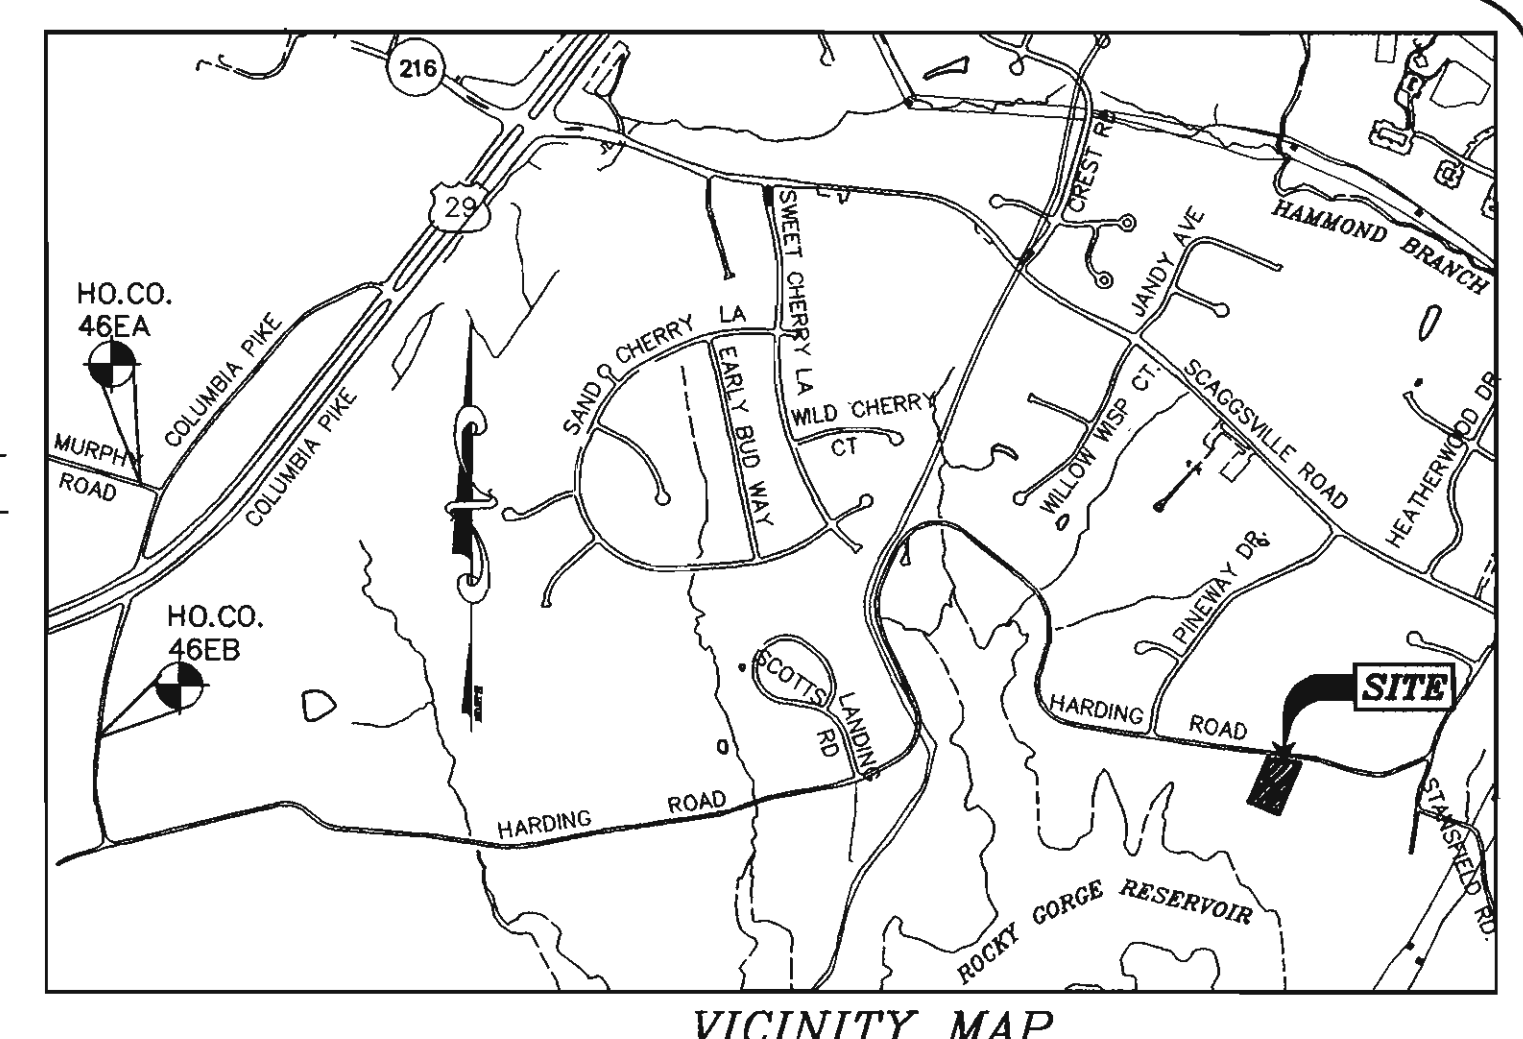 216
29
CREST RD
HAMMOND BRANCH
JANDY AVE
SWEET CHERRY LA
HO.CO.
46EA
COLUMBIA PIKE
COLUMBIA PIKE
MURPHY
ROAD
SAND CHERRY LA
EARLY BUD WAY
WILD CHERRY
CT
WILLOW WISP CT.
SCAGGSVILLE ROAD
HEATHERWOOD DR
PINEWAY DR.
HO.CO.
46EB
SCOTTS
LANDING
RD
HARDING ROAD
SITE
HARDING ROAD
STANSFIELD RD.
ROCKY GORGE RESERVOIR
VICINITY MAP